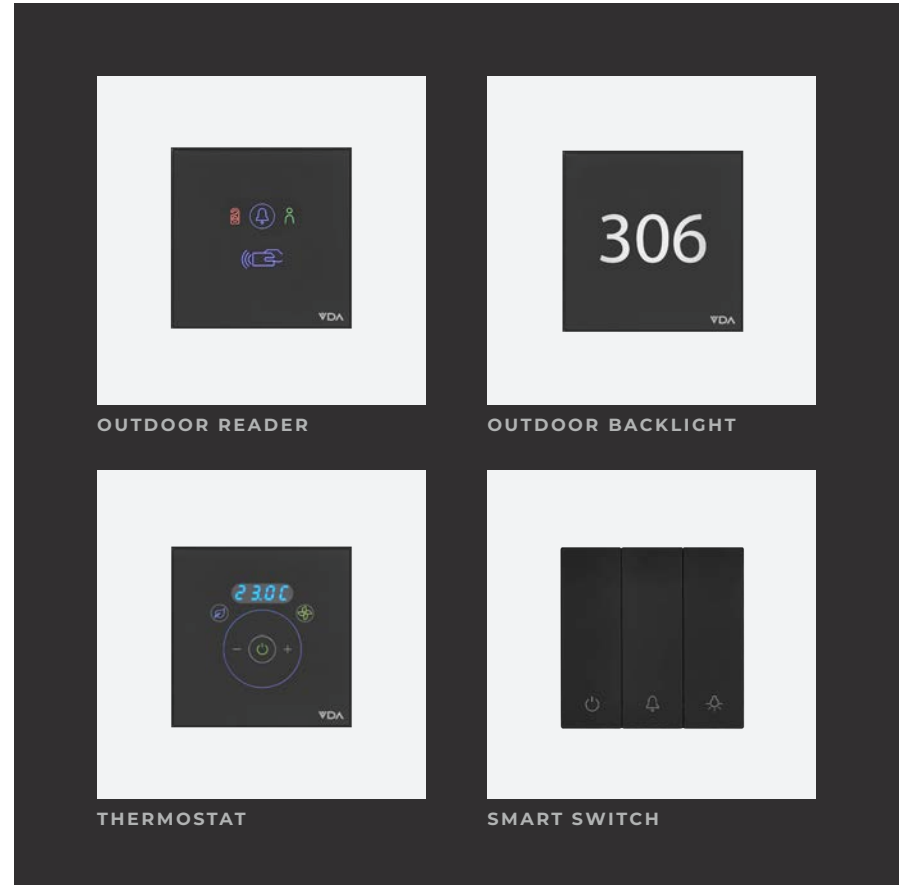 VDA
306
VDA
OUTDOOR READER
OUTDOOR BACKLIGHT
23.0C
VDA
THERMOSTAT
SMART SWITCH